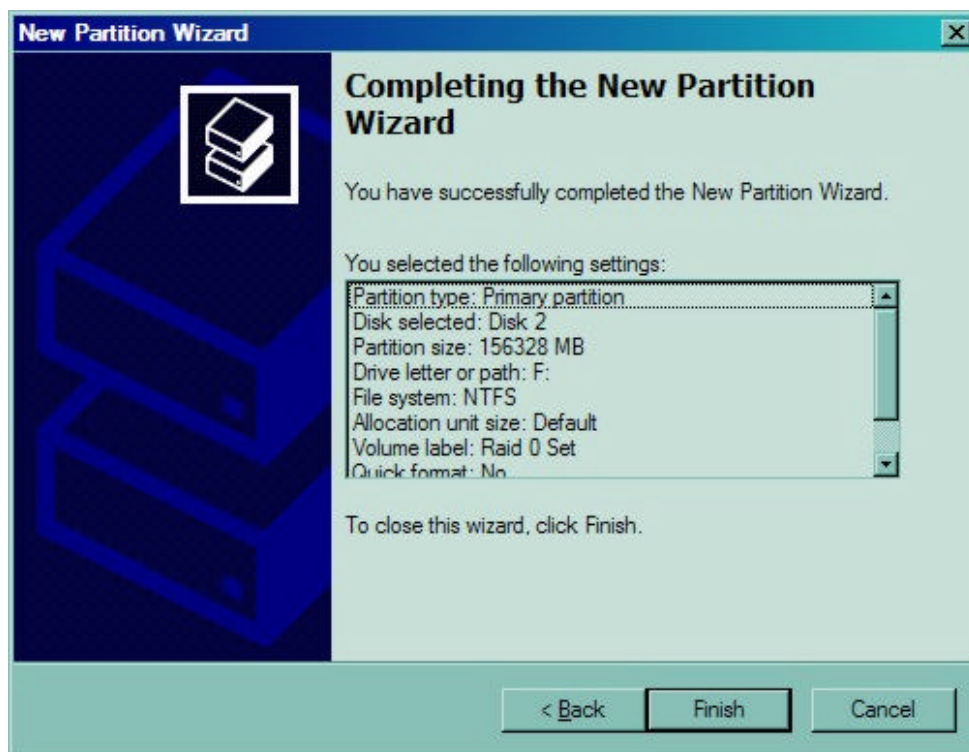 New Partition Wizard
Completing the New Partition
Wizard
You have successfully completed the New Partition Wizard.
You selected the following settings:
Partition type: Primary partition
Disk selected: Disk 2
Partition size: 156328 MB
Drive letter or path: F:
File system: NTFS
Allocation unit size: Default
Volume label: Raid 0 Set
Quick format: No
To close this wizard, click Finish.
< Back Finish Cancel